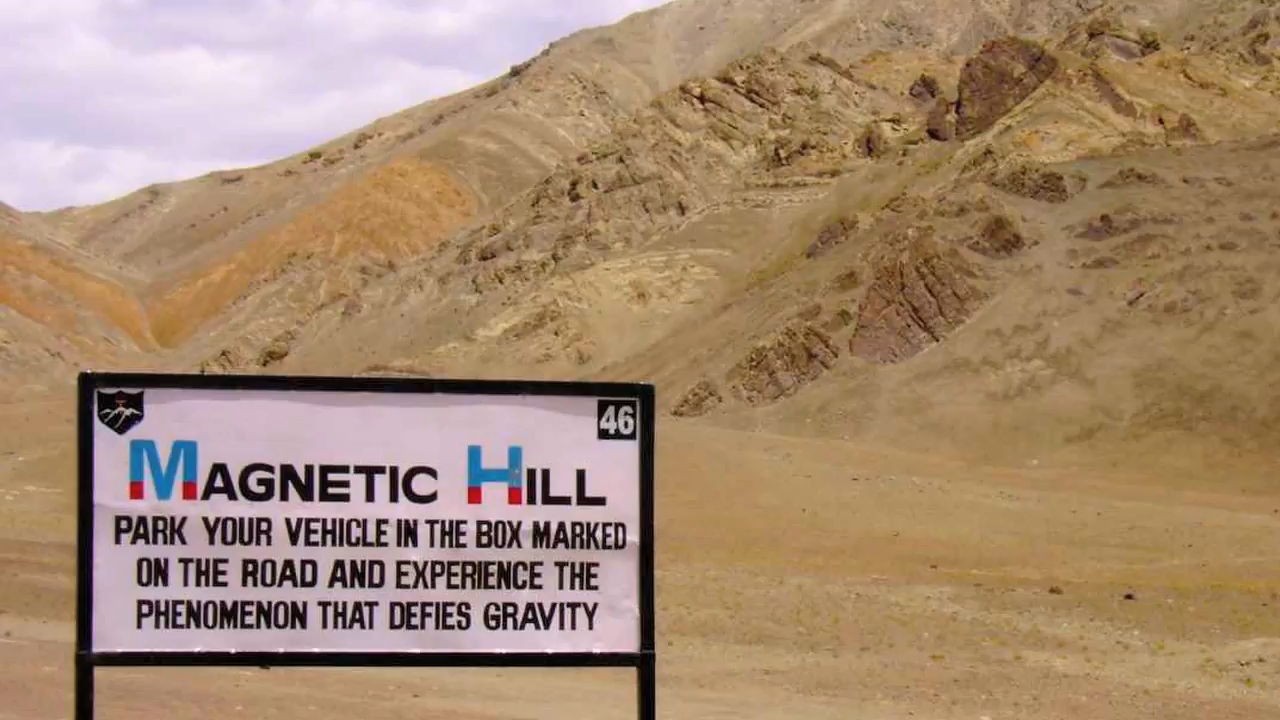 46
MAGNETIC HILL
PARK YOUR VEHICLE IN THE BOX MARKED
ON THE ROAD AND EXPERIENCE THE
PHENOMENON THAT DEFIES GRAVITY